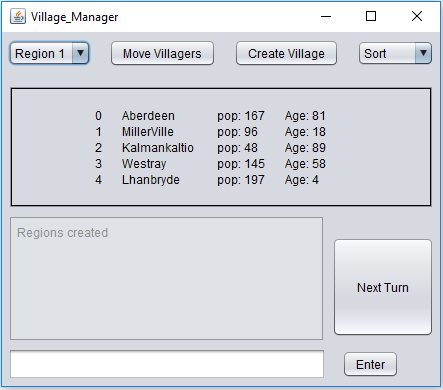 Village_Manager
Region 1 Move Villagers Create Village Sort
0 Aberdeen pop: 167 Age: 81
1 MillerVille pop: 96 Age: 18
2 Kalmankaltio pop: 48 Age: 89
3 Westray pop: 145 Age: 58
4 Lhanbryde pop: 197 Age: 4
Regions created
Next Turn
Enter